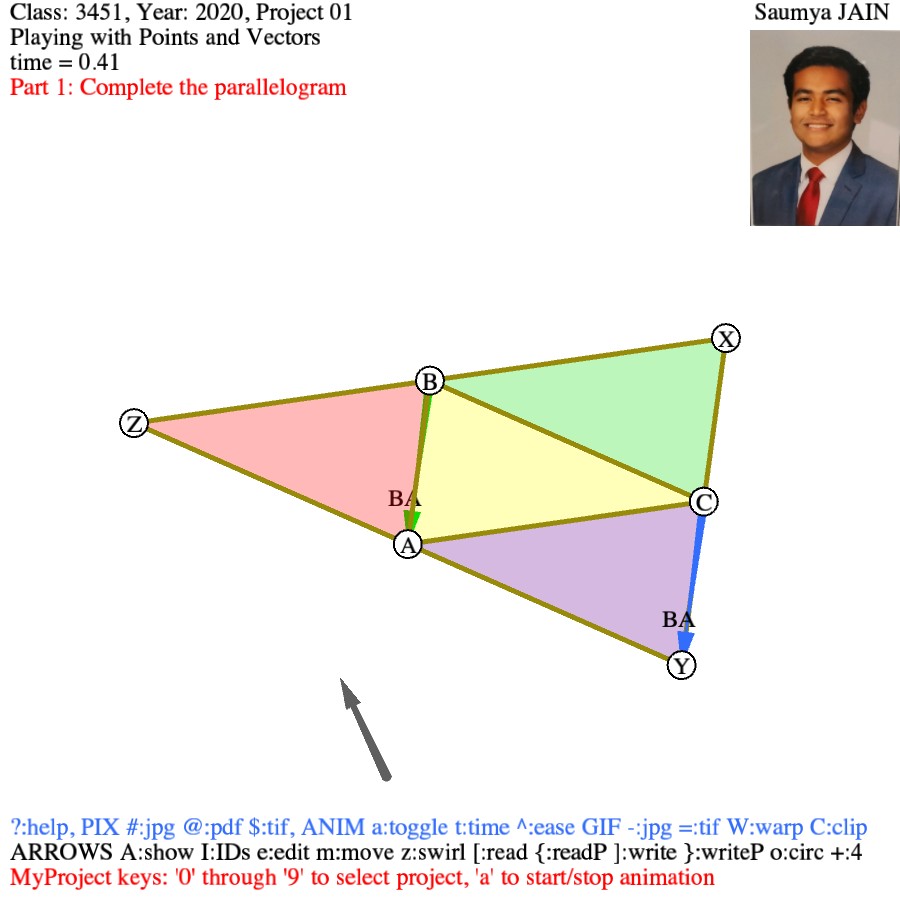 Class: 3451, Year: 2020, Project 01
Saumya JAIN
Playing with Points and Vectors
time = 0.41
Part 1: Complete the parallelogram
X
B
Z
BA
C
A
BA
Y
?:help, PIX #:jpg @:pdf $:tif, ANIM a:toggle t:time ^:ease GIF -:jpg =:tif W:warp C:clip
ARROWS A:show I:IDs e:edit m:move z:swirl [:read {:readP ]:write }:writeP o:circ +:4
MyProject keys: '0' through '9' to select project, 'a' to start/stop animation